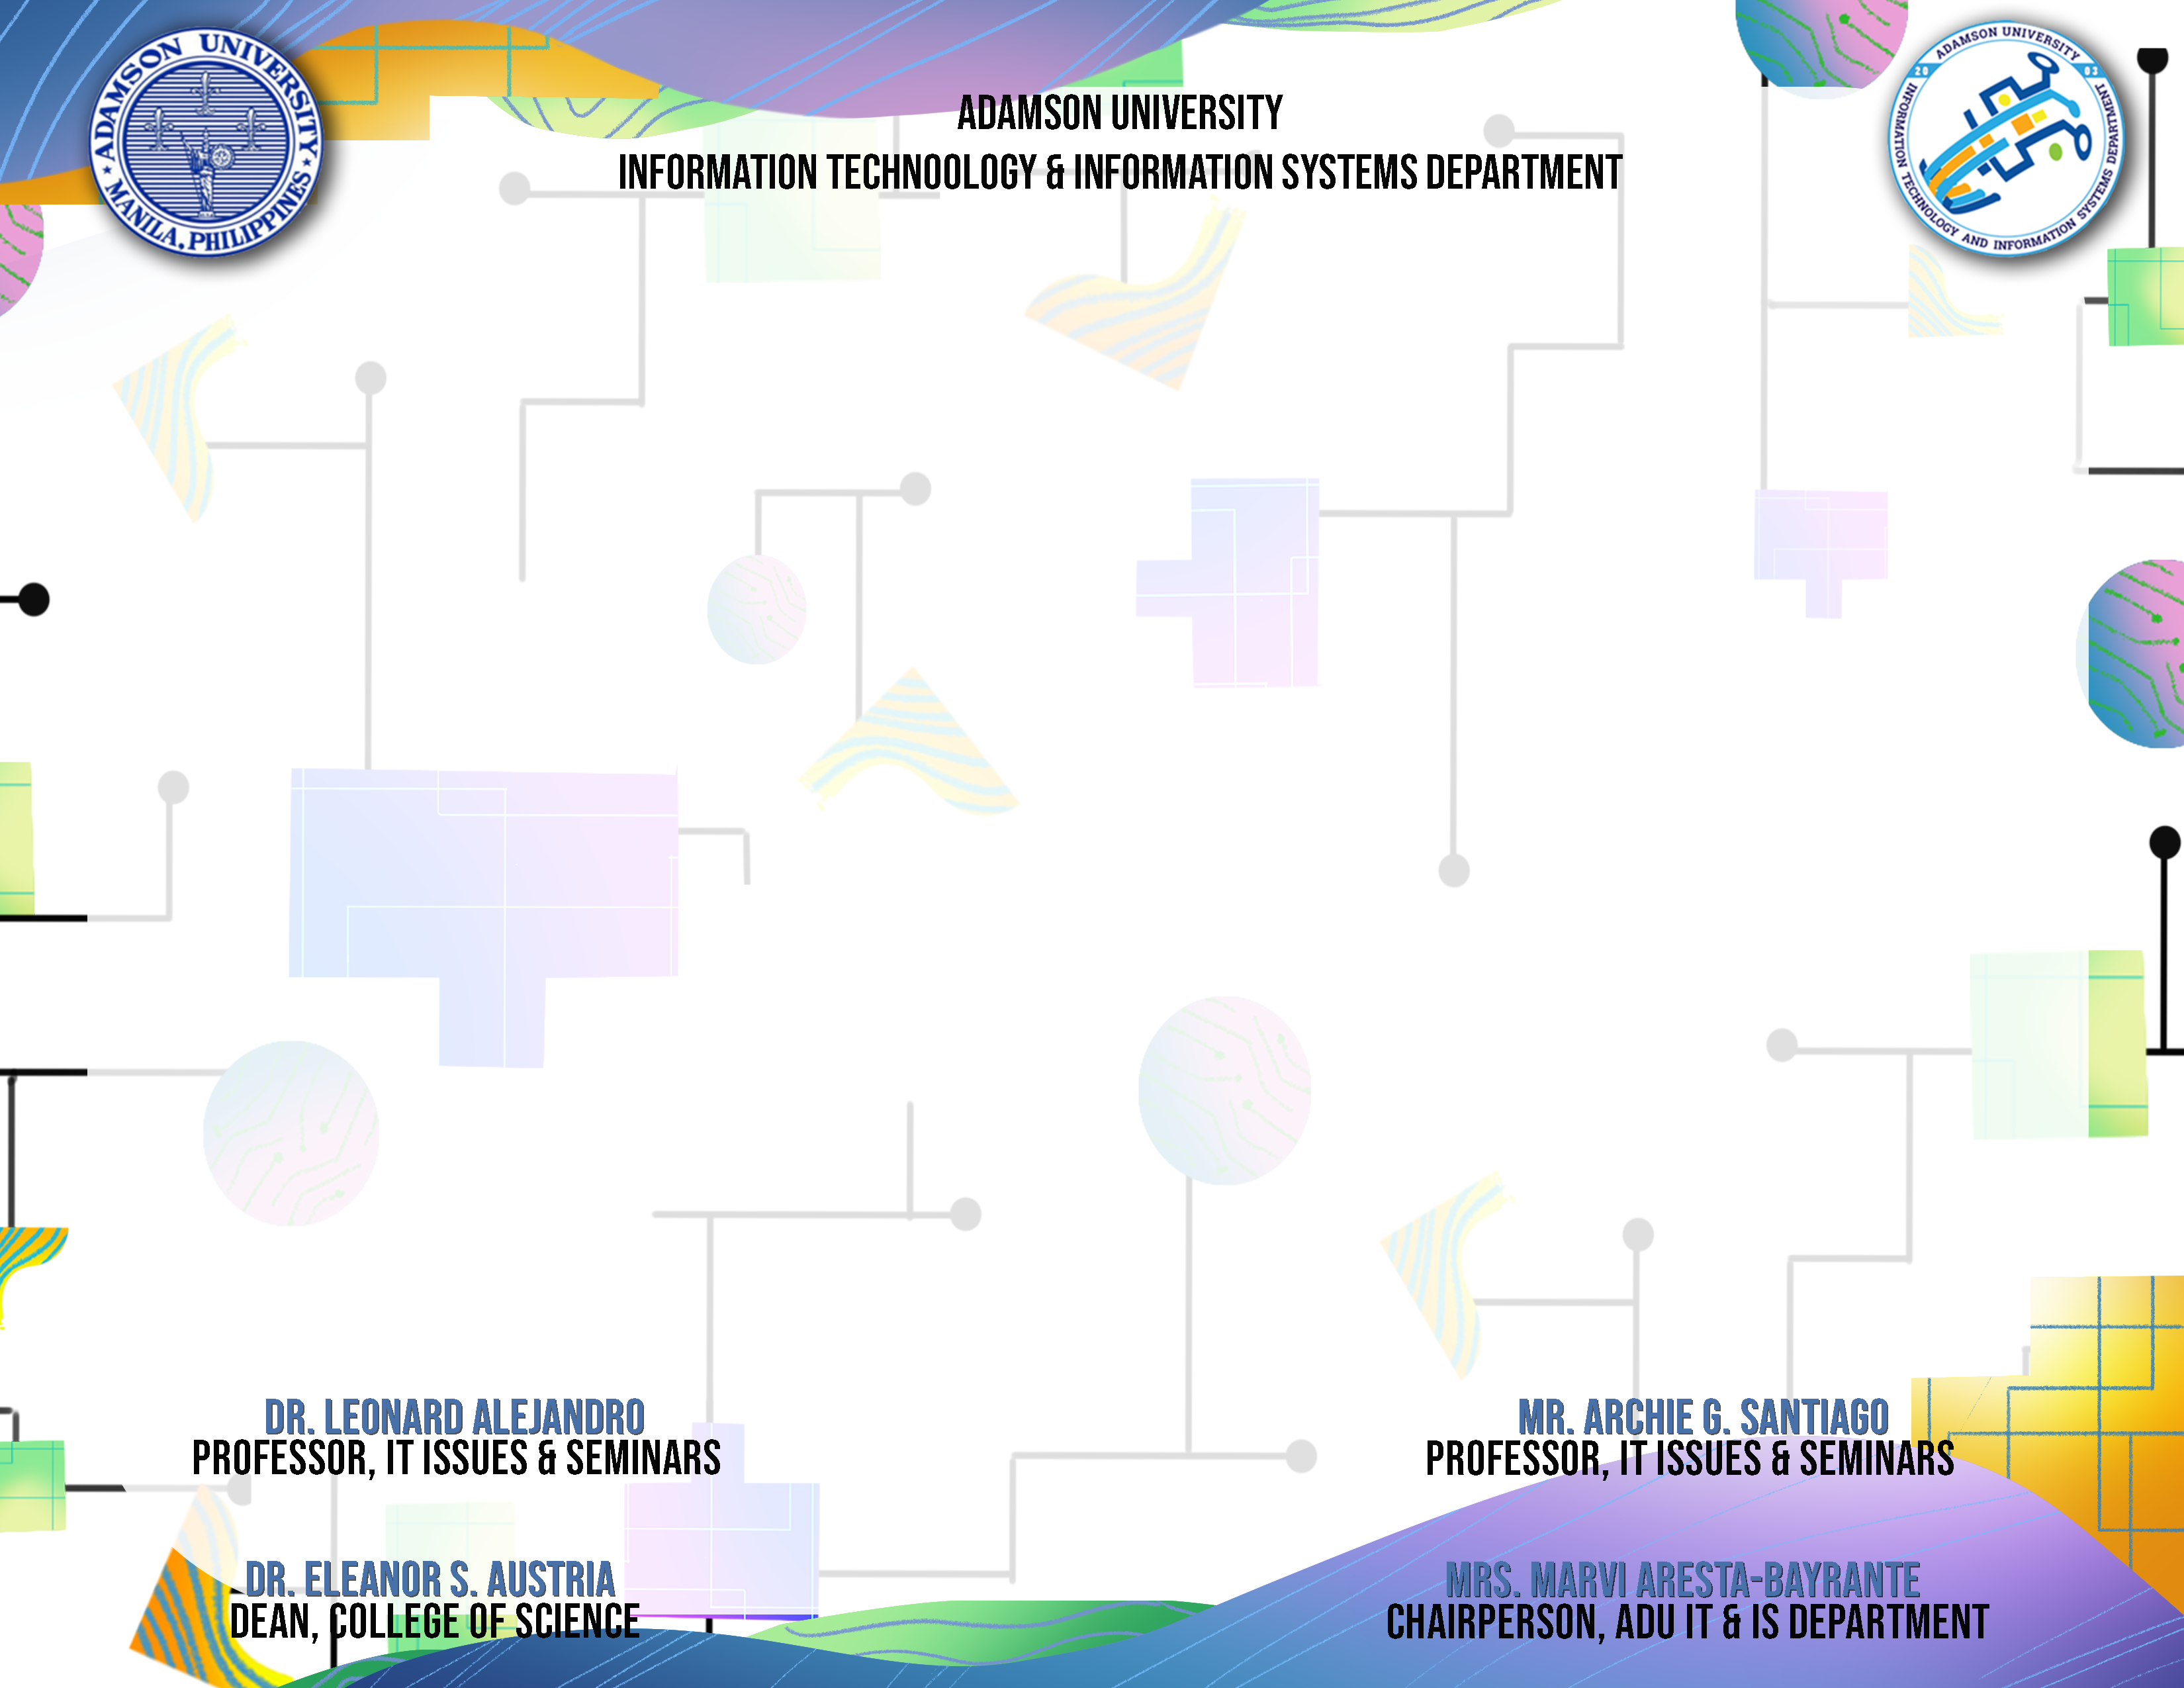 ADAMSON UNIVERSITY
MANILA, PHILIPPINES
ADAMSON UNIVERSITY
INFORMATION TECHNOOLOGY & INFORMATION SYSTEMS DEPARTMENT
ADAMSON UNIVERSITY
20 03
INFORMATION TECHNOLOGY AND INFORMATION SYSTEMS DEPARTMENT
DR. LEONARD ALEJANDRO
PROFESSOR, IT ISSUES & SEMINARS
MR. ARCHIE G. SANTIAGO
PROFESSOR, IT ISSUES & SEMINARS
DR. ELEANOR S. AUSTRIA
DEAN, COLLEGE OF SCIENCE
MRS. MARVI ARESTA-BAYRANTE
CHAIRPERSON, ADU IT & IS DEPARTMENT